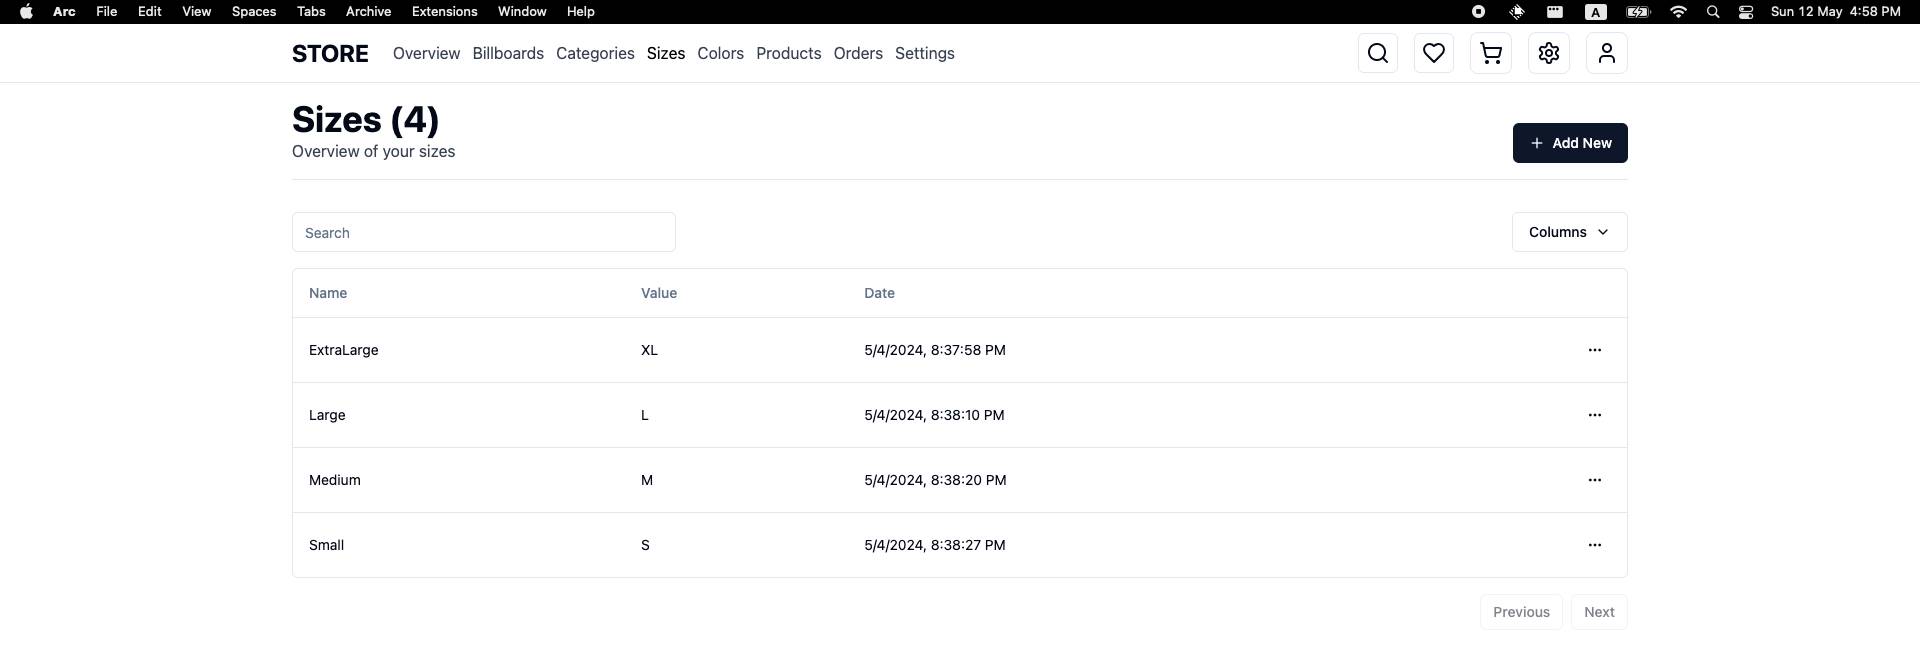 Arc File Edit View Spaces Tabs Archive Extensions Window Help A Sun 12 May 4:58 PM
STORE Overview Billboards Categories Sizes Colors Products Orders Settings
Sizes (4)
Overview of your sizes
+ Add New
Search
Columns
Name Value Date
ExtraLarge XL 5/4/2024, 8:37:58 PM ...
Large L 5/4/2024, 8:38:10 PM ...
Medium M 5/4/2024, 8:38:20 PM ...
Small S 5/4/2024, 8:38:27 PM ...
Previous Next